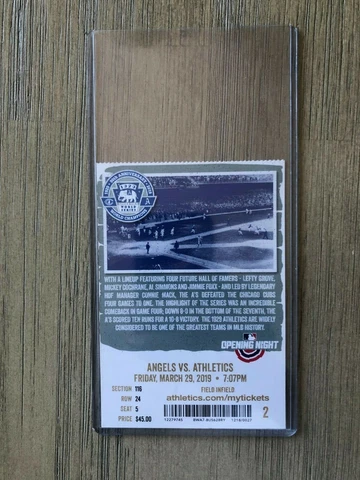 1929
WORLD SERIES
WORLD CHAMPIONS
WITH A LINEUP FEATURING FOUR FUTURE HALL OF FAMERS - LEFTY GROVE,
MICKEY COCHRANE, AL SIMMONS AND JIMMIE FOXX - AND LED BY LEGENDARY
HOF MANAGER CONNIE MACK, THE A'S DEFEATED THE CHICAGO CUBS
FOUR GAMES TO ONE. THE HIGHLIGHT OF THE SERIES WAS AN INCREDIBLE
COMEBACK IN GAME FOUR; DOWN 8-0 IN THE BOTTOM OF THE SEVENTH, THE
A'S SCORED TEN RUNS FOR A 10-8 VICTORY. THE 1929 ATHLETICS ARE WIDELY
CONSIDERED TO BE ONE OF THE GREATEST TEAMS IN MLB HISTORY.
OPENING NIGHT
ANGELS VS. ATHLETICS
FRIDAY, MARCH 29, 2019 • 7:07PM
SECTION 116 FIELD INFIELD
ROW 24 athletics.com/mytickets
SEAT 5
PRICE $45.00 2